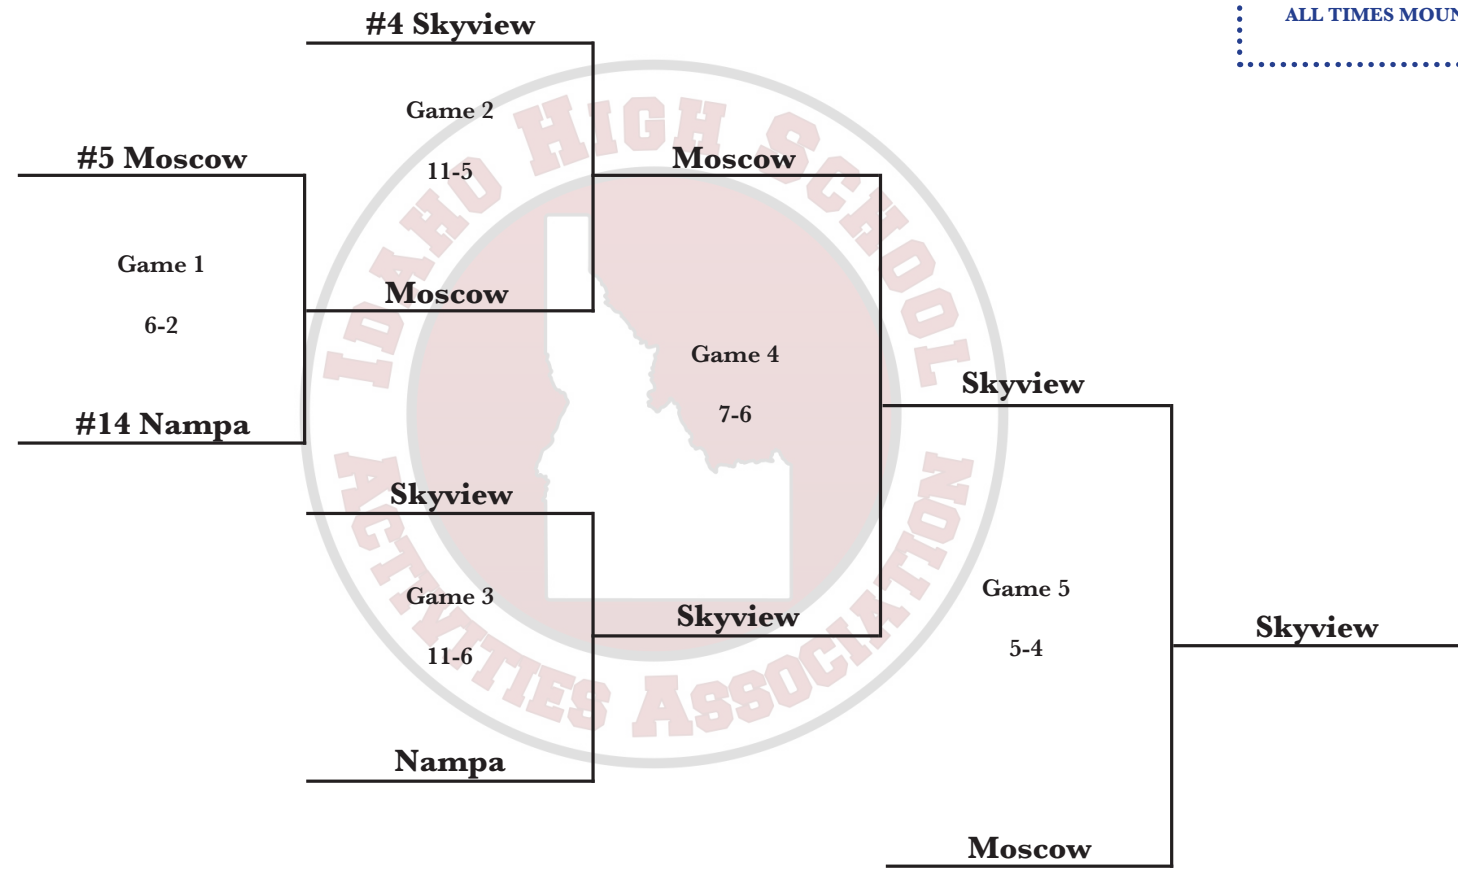 #4 Skyview
ALL TIMES MOUN
Game 2
11-5
#5 Moscow
Moscow
Game 1
6-2
Moscow
#14 Nampa
Game 4
7-6
Skyview
Skyview
Game 3
11-6
Skyview
Nampa
Game 5
5-4
Skyview
Moscow
IDAHO HIGH SCHOOL
ACTIVITIES ASSOCIATION